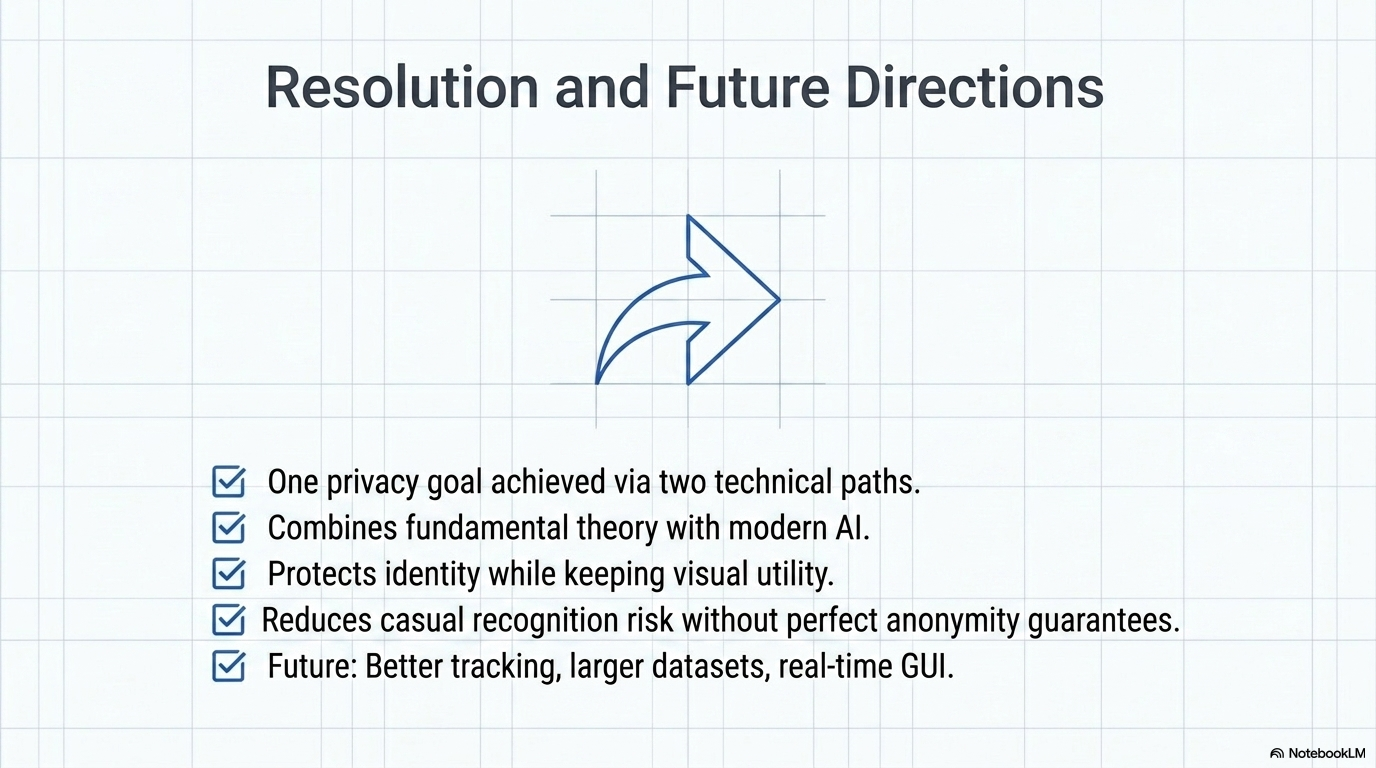 Resolution and Future Directions
One privacy goal achieved via two technical paths.
Combines fundamental theory with modern AI.
Protects identity while keeping visual utility.
Reduces casual recognition risk without perfect anonymity guarantees.
Future: Better tracking, larger datasets, real-time GUI.
NotebookLM